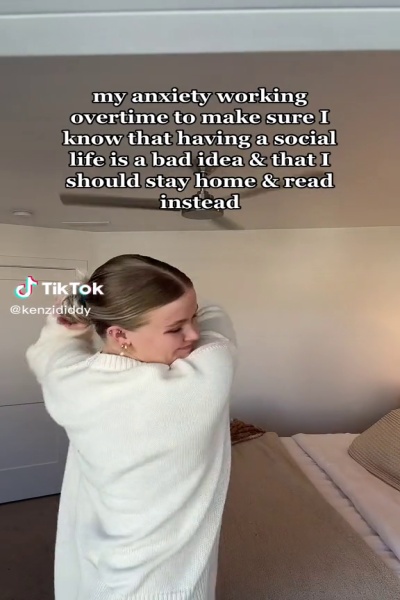 my anxiety working
overtime to make sure I
know that having a social
life is a bad idea & that I
should stay home & read
instead
TikTok
@kenzididdy